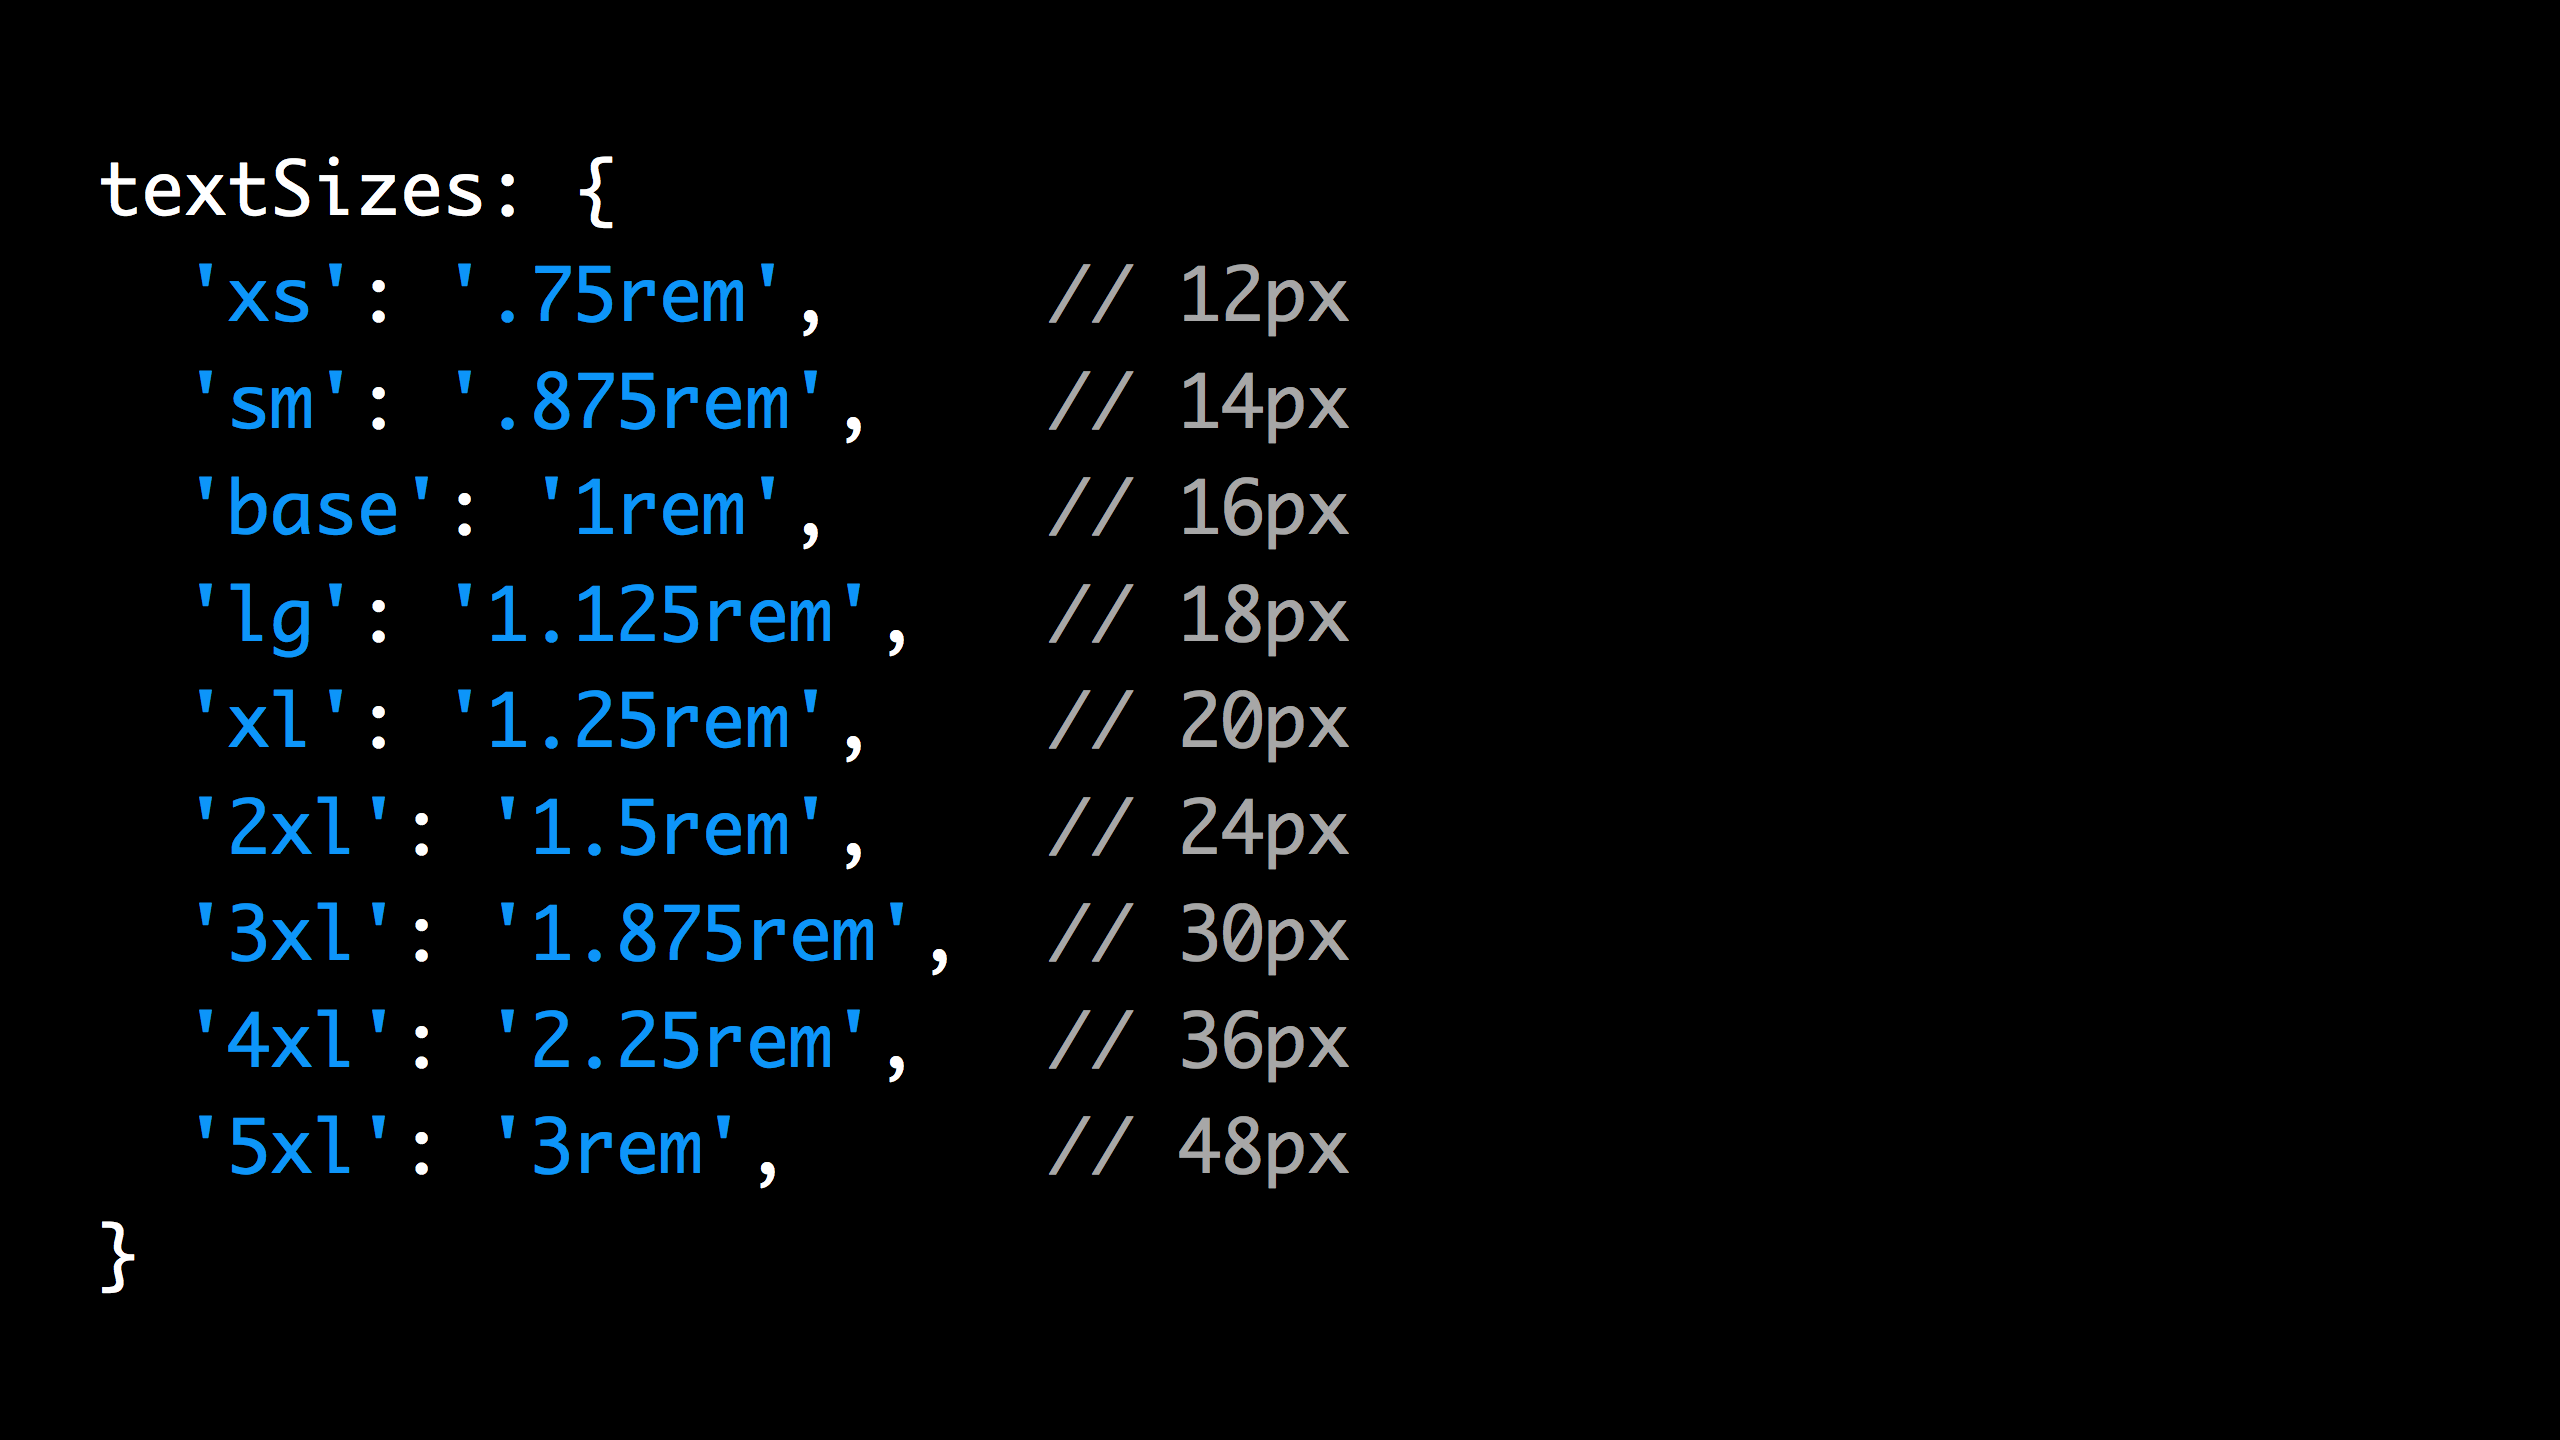 textSizes: {
  'xs': '.75rem',     // 12px
  'sm': '.875rem',    // 14px
  'base': '1rem',     // 16px
  'lg': '1.125rem',   // 18px
  'xl': '1.25rem',    // 20px
  '2xl': '1.5rem',    // 24px
  '3xl': '1.875rem',  // 30px
  '4xl': '2.25rem',   // 36px
  '5xl': '3rem',      // 48px
}